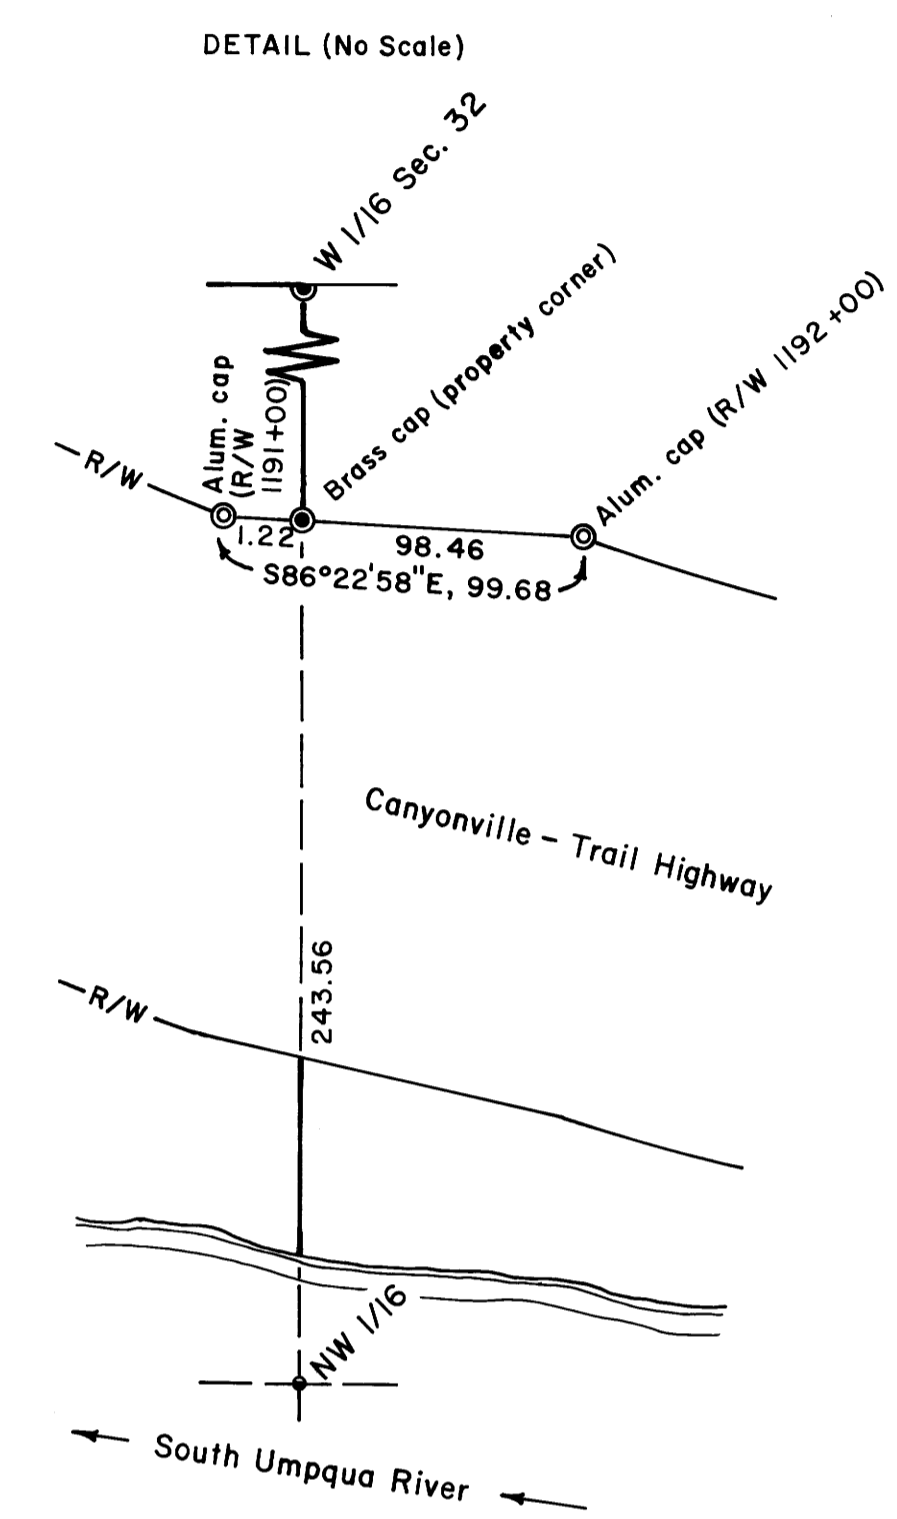 DETAIL (No Scale)
W 1/16 Sec. 32
Brass cap (property corner)
Alum. cap (R/W 1192+00)
Alum. cap
(R/W
1191+00)
R/W
1.22
98.46
S86°22'58"E, 99.68
Canyonville - Trail Highway
243.56
R/W
NW 1/16
South Umpqua River